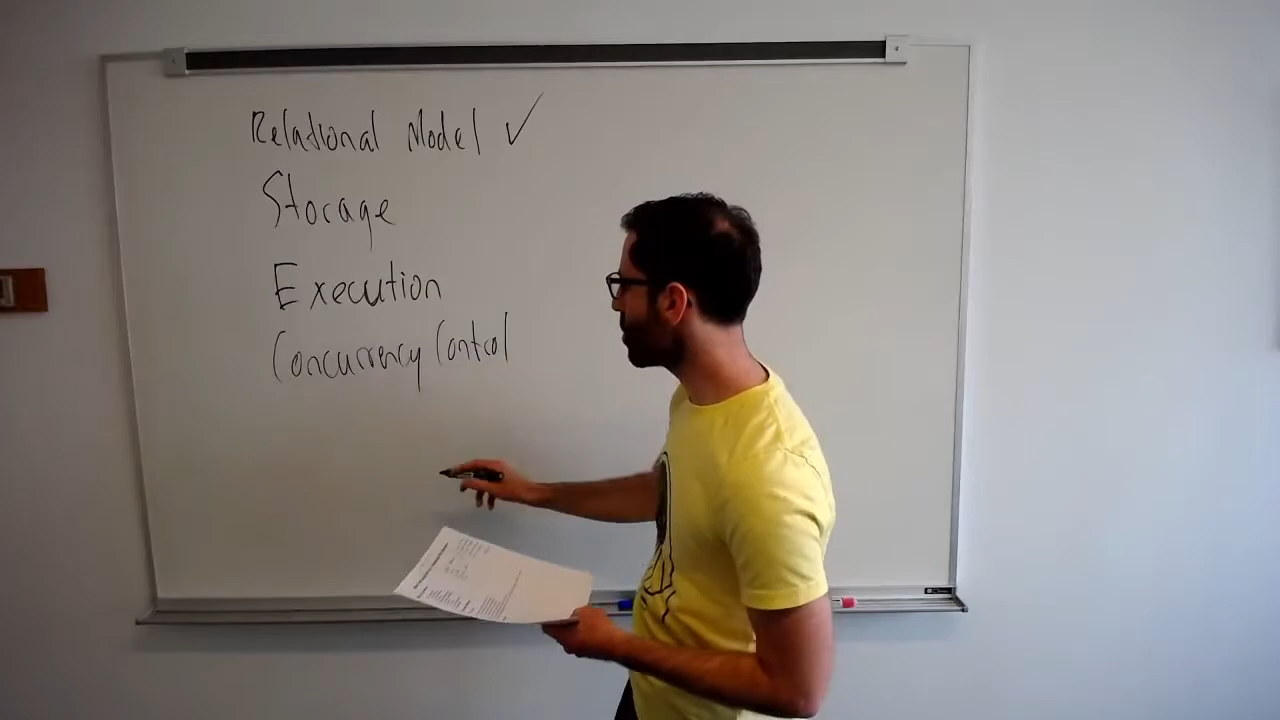 Relational Model ✓
Storage
Execution
Concurrency Control